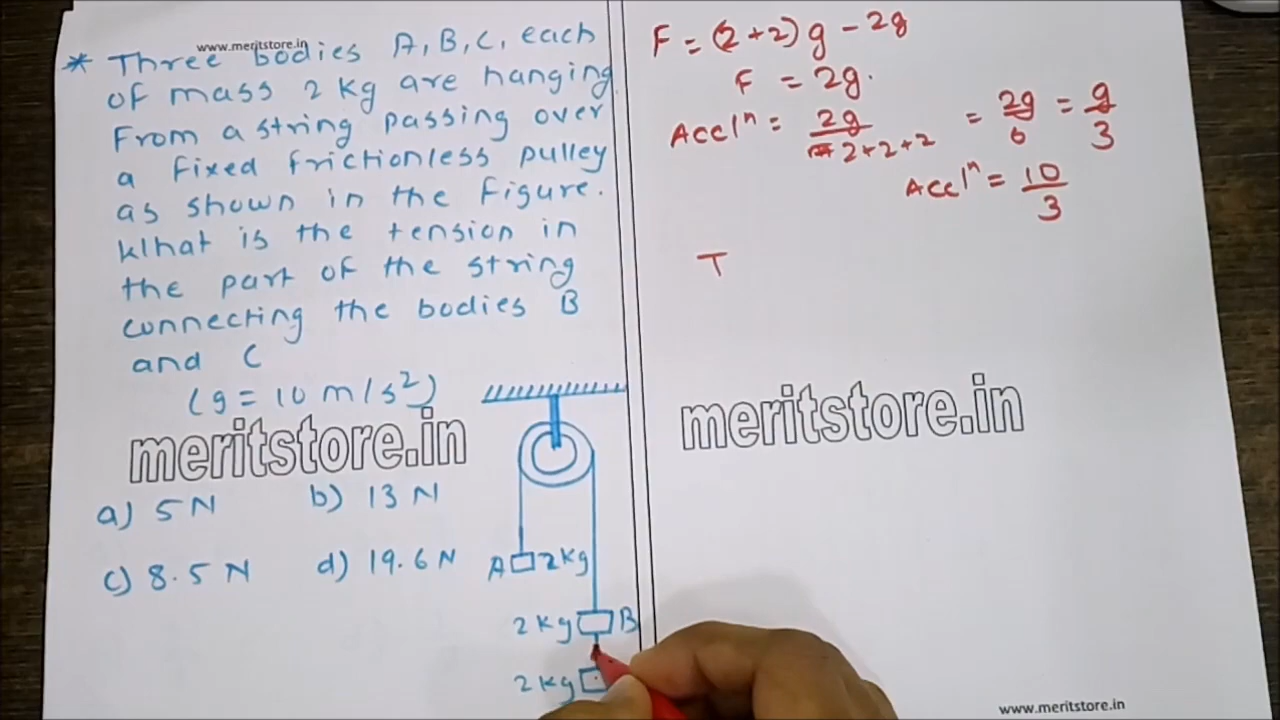 www.meritstore.in
* Three bodies A, B, C, each
of mass 2 kg are hanging
From a string passing over
a fixed frictionless pulley
as shown in the figure.
What is the tension in
the part of the string
connecting the bodies B
and C
(g = 10 m/s²)
meritstore.in
a) 5 N b) 13 N
c) 8.5 N d) 19.6 N
A 2 kg
2 kg B
2 kg
F = (2+2)g - 2g
F = 2g.
Acclⁿ = 2g / 2+2+2 = 2g / 6 = g / 3
Acclⁿ = 10 / 3
T
meritstore.in
www.meritstore.in